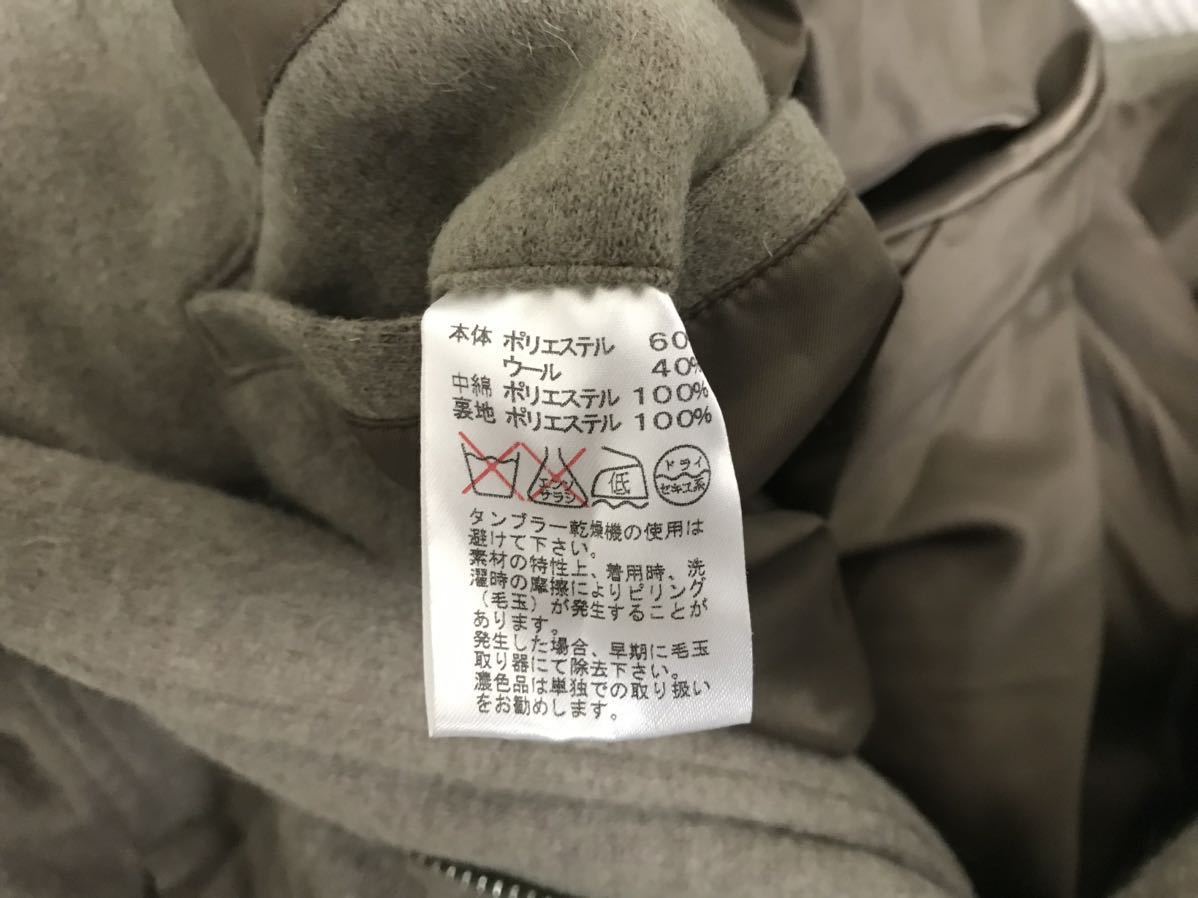 本体 ポリエステル 60
ウール 40%
中綿 ポリエステル 100%
裏地 ポリエステル 100%
エンソ サラシ
低
ドライ
セキユ系
タンブラー乾燥機の使用は
避けて下さい。
素材の特性上、着用時、洗
濯時の摩擦によりピリング
(毛玉)が発生することが
あります。
発生した場合、早期に毛玉
取り器にて除去下さい。
濃色品は単独での取り扱い
をお勧めします。